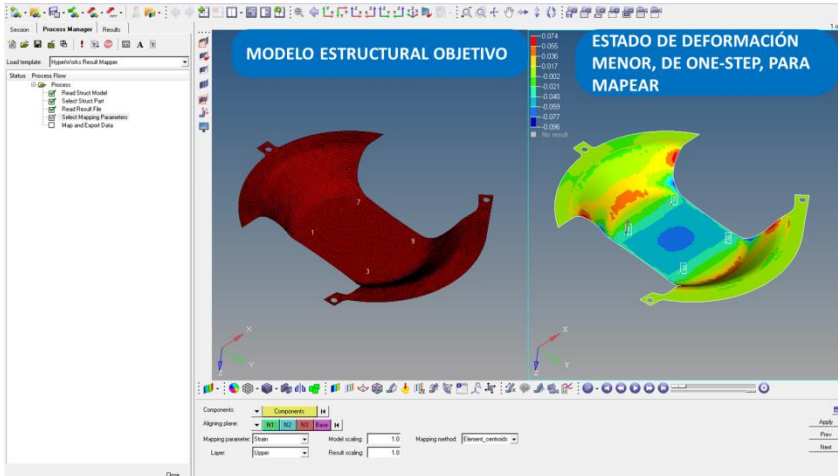 Session
Process Manager
Results
Load template:
HyperWorks Result Mapper
Status
Process Flow
Process
Read Struct Model
Select Struct Part
Read Result File
Select Mapping Parameters
Map and Export Data
Close
MODELO ESTRUCTURAL OBJETIVO
1
7
9
3
X
Y
Z
ESTADO DE DEFORMACIÓN
MENOR, DE ONE-STEP, PARA
MAPEAR
0.074
0.055
0.036
0.017
-0.002
-0.021
-0.040
-0.059
-0.077
-0.096
No result
X
Y
Z
Components:
Components
Aligning plane:
N1
N2
N3
Base
Mapping parameter:
Strain
Model scaling:
1.0
Mapping method:
Element_centroids
Layer:
Upper
Result scaling:
1.0
Apply
Prev
Next